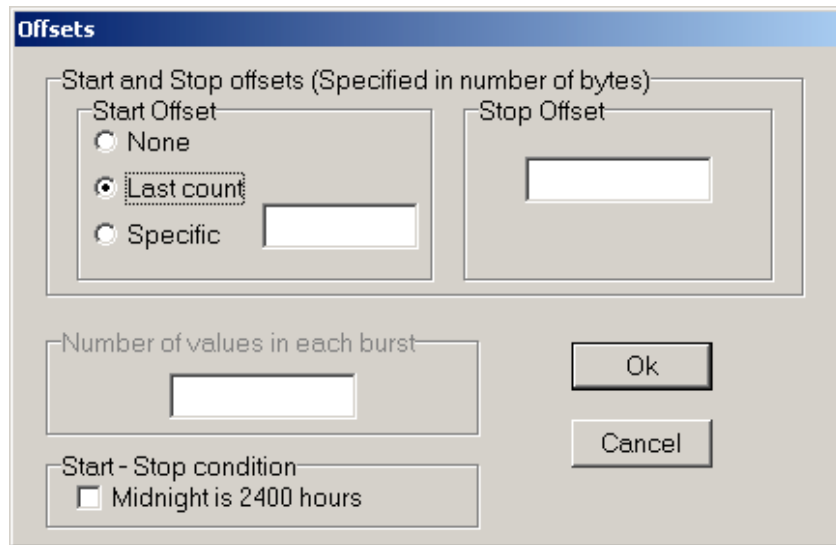 Offsets
Start and Stop offsets (Specified in number of bytes)
Start Offset
None
Last count
Specific
Stop Offset
Number of values in each burst
Ok
Cancel
Start - Stop condition
Midnight is 2400 hours